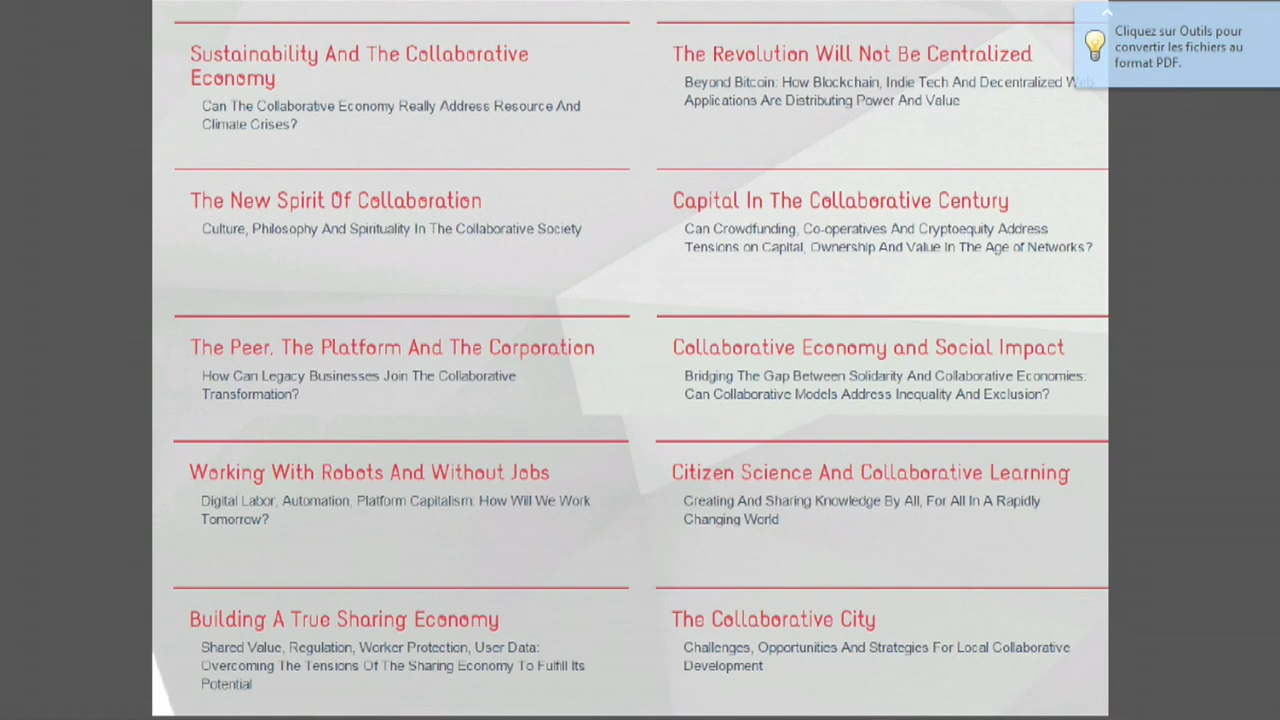 Sustainability And The Collaborative
Economy
Can The Collaborative Economy Really Address Resource And
Climate Crises?
The Revolution Will Not Be Centralized
Beyond Bitcoin: How Blockchain, Indie Tech And Decentralized Web
Applications Are Distributing Power And Value
The New Spirit Of Collaboration
Culture, Philosophy And Spirituality In The Collaborative Society
Capital In The Collaborative Century
Can Crowdfunding, Co-operatives And Cryptoequity Address
Tensions on Capital, Ownership And Value In The Age of Networks?
The Peer, The Platform And The Corporation
How Can Legacy Businesses Join The Collaborative
Transformation?
Collaborative Economy and Social Impact
Bridging The Gap Between Solidarity And Collaborative Economies:
Can Collaborative Models Address Inequality And Exclusion?
Working With Robots And Without Jobs
Digital Labor, Automation, Platform Capitalism: How Will We Work
Tomorrow?
Citizen Science And Collaborative Learning
Creating And Sharing Knowledge By All, For All In A Rapidly
Changing World
Building A True Sharing Economy
Shared Value, Regulation, Worker Protection, User Data:
Overcoming The Tensions Of The Sharing Economy To Fulfill Its
Potential
The Collaborative City
Challenges, Opportunities And Strategies For Local Collaborative
Development
Cliquez sur Outils pour
convertir les fichiers au
format PDF.